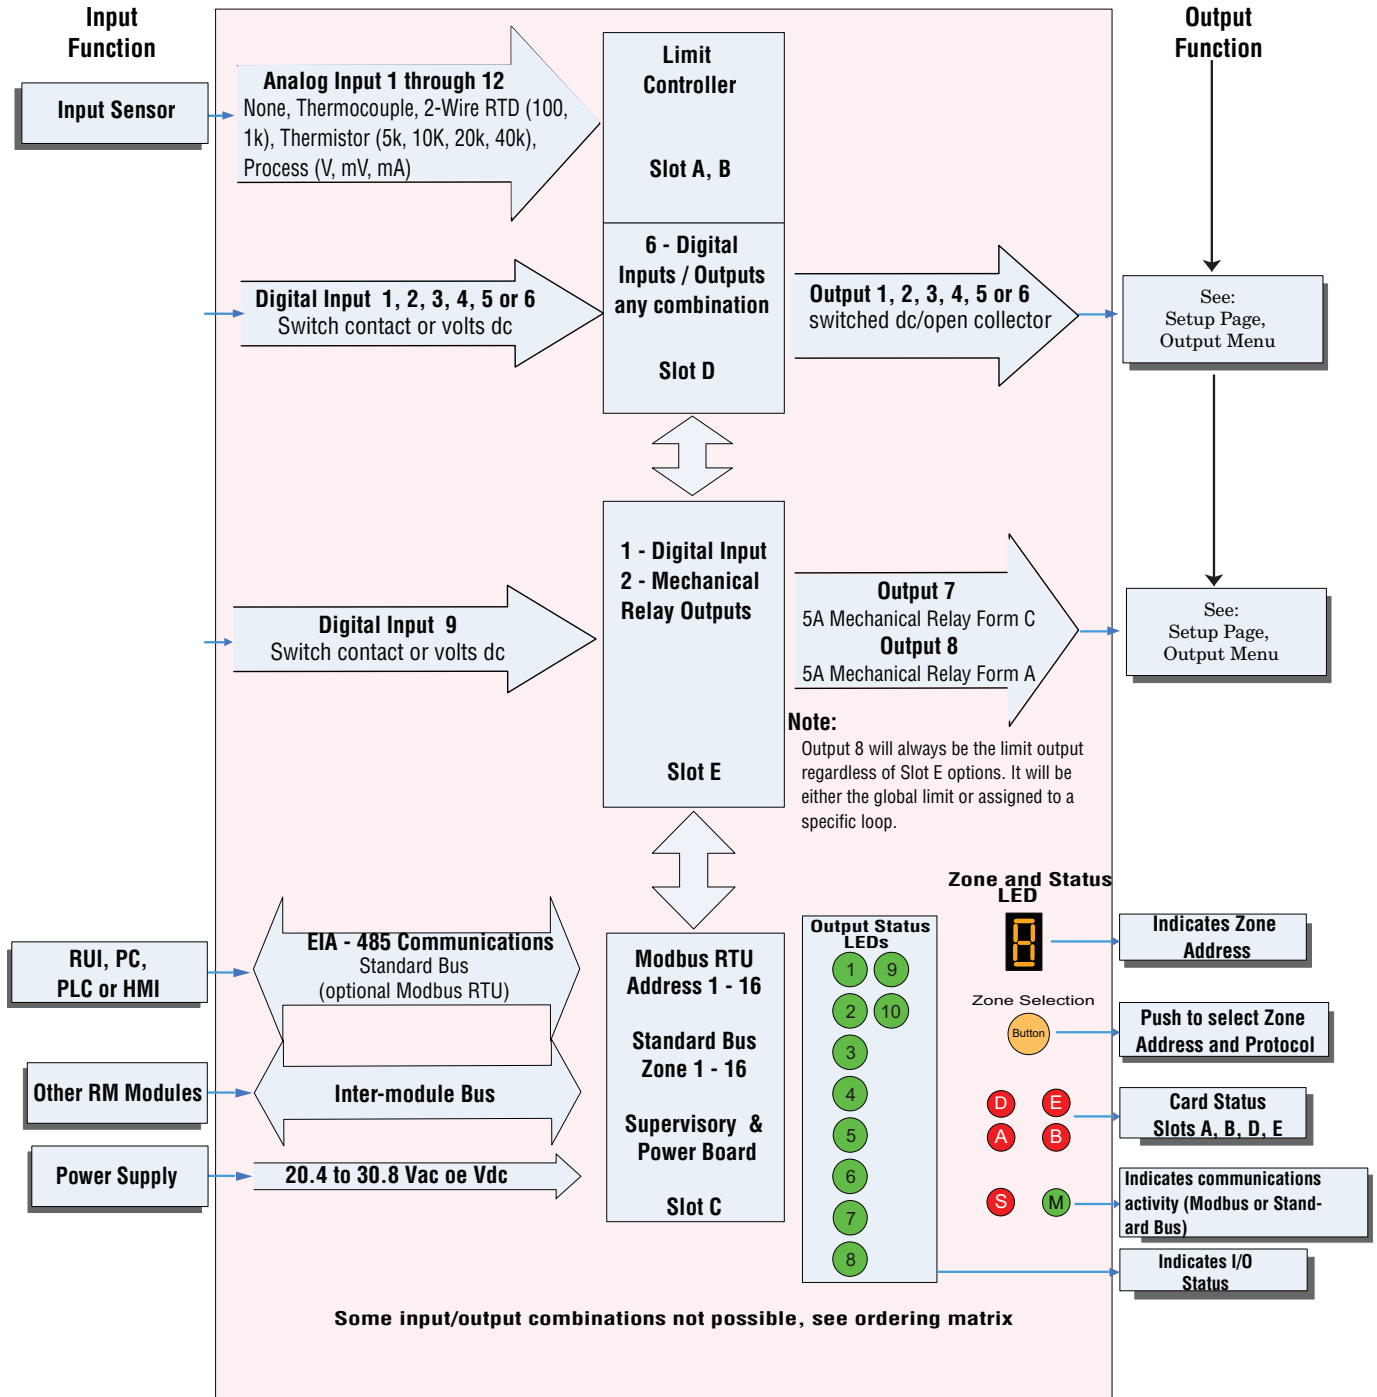 Input
Function
Output
Function
Input Sensor
Analog Input 1 through 12
None, Thermocouple, 2-Wire RTD (100,
1k), Thermistor (5k, 10K, 20k, 40k),
Process (V, mV, mA)
Limit
Controller
Slot A, B
6 - Digital
Inputs / Outputs
any combination
Slot D
Digital Input 1, 2, 3, 4, 5 or 6
Switch contact or volts dc
Output 1, 2, 3, 4, 5 or 6
switched dc/open collector
See:
Setup Page,
Output Menu
1 - Digital Input
2 - Mechanical
Relay Outputs
Slot E
Digital Input 9
Switch contact or volts dc
Output 7
5A Mechanical Relay Form C
Output 8
5A Mechanical Relay Form A
See:
Setup Page,
Output Menu
Note:
Output 8 will always be the limit output
regardless of Slot E options. It will be
either the global limit or assigned to a
specific loop.
RUI, PC,
PLC or HMI
EIA - 485 Communications
Standard Bus
(optional Modbus RTU)
Other RM Modules
Inter-module Bus
Power Supply
20.4 to 30.8 Vac oe Vdc
Modbus RTU
Address 1 - 16
Standard Bus
Zone 1 - 16
Supervisory &
Power Board
Slot C
Output Status
LEDs
1 9
2 10
3
4
5
6
7
8
Zone and Status
LED
8
Indicates Zone
Address
Zone Selection
Button
Push to select Zone
Address and Protocol
D E
A B
Card Status
Slots A, B, D, E
S M
Indicates communications
activity (Modbus or Stand-
ard Bus)
Indicates I/O
Status
Some input/output combinations not possible, see ordering matrix